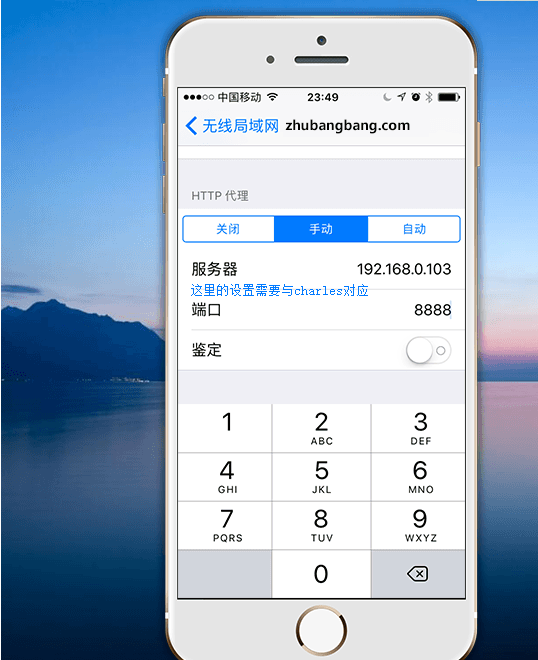 中国移动 23:49
无线局域网 zhubangbang.com
HTTP 代理
关闭 手动 自动
服务器 192.168.0.103
这里的设置需要与charles对应
端口 8888
鉴定
1 2 3
ABC DEF
4 5 6
GHI JKL MNO
7 8 9
PQRS TUV WXYZ
0